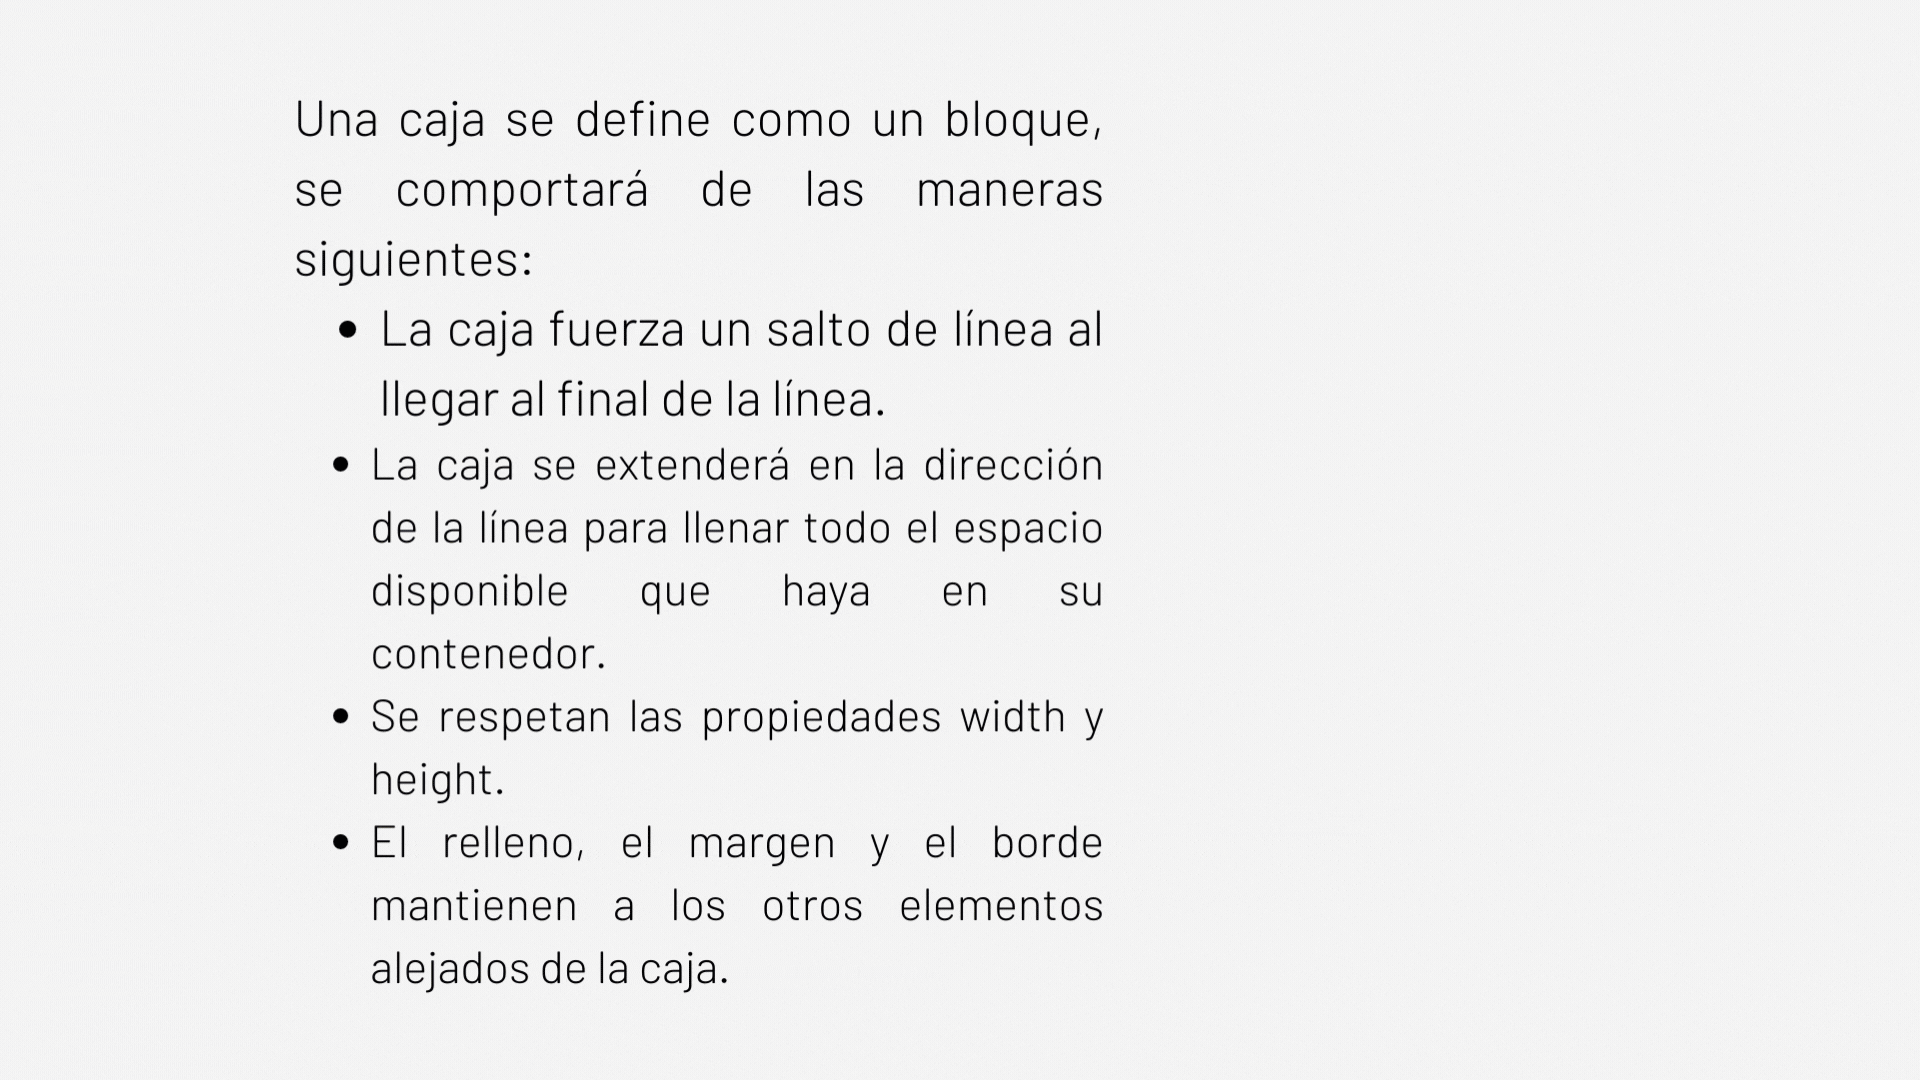 Una caja se define como un bloque,
se comportará de las maneras
siguientes:
• La caja fuerza un salto de línea al
llegar al final de la línea.
• La caja se extenderá en la dirección
de la línea para llenar todo el espacio
disponible que haya en su
contenedor.
• Se respetan las propiedades width y
height.
• El relleno, el margen y el borde
mantienen a los otros elementos
alejados de la caja.